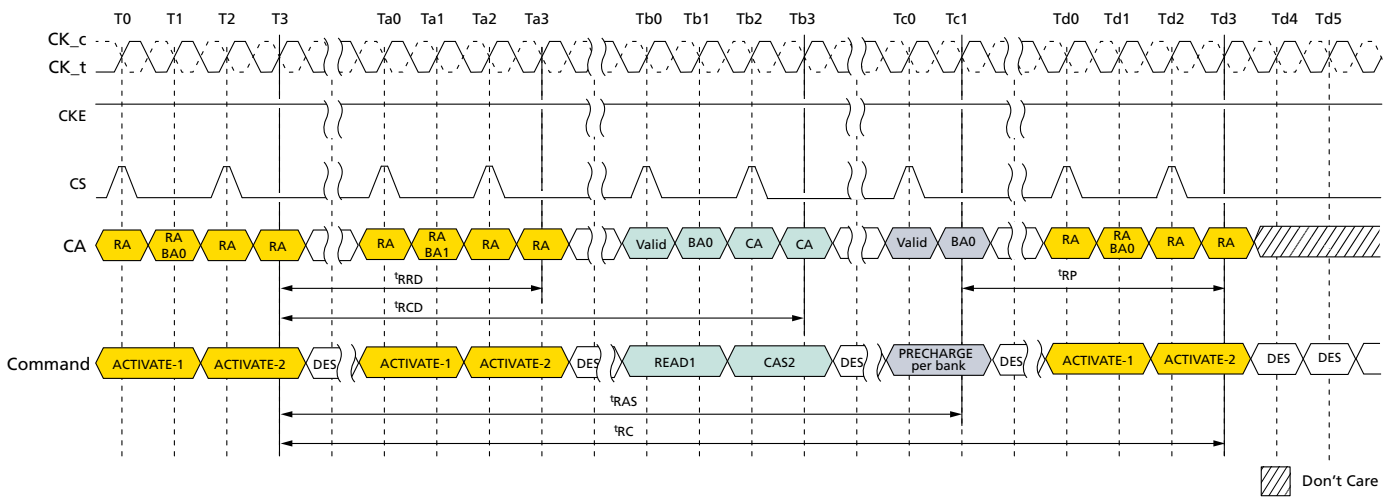 T0 T1 T2 T3 Ta0 Ta1 Ta2 Ta3 Tb0 Tb1 Tb2 Tb3 Tc0 Tc1 Td0 Td1 Td2 Td3 Td4 Td5
CK_c
CK_t
CKE
CS
CA RA RA BA0 RA RA RA RA BA1 RA RA Valid BA0 CA CA Valid BA0 RA RA BA0 RA RA
tRRD tRP
tRCD
Command ACTIVATE-1 ACTIVATE-2 DES ACTIVATE-1 ACTIVATE-2 DES READ1 CAS2 DES PRECHARGE per bank DES ACTIVATE-1 ACTIVATE-2 DES DES
tRAS
tRC
Don't Care